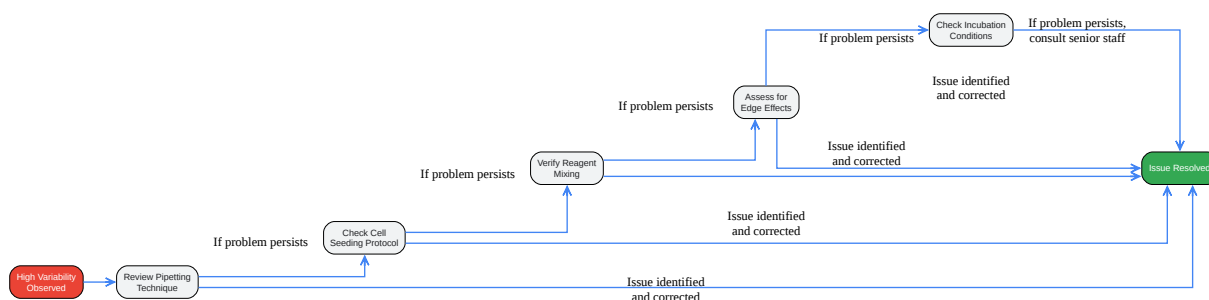 High Variability
Observed
Review Pipetting
Technique
If problem persists
Check Cell
Seeding Protocol
If problem persists
Verify Reagent
Mixing
If problem persists
Assess for
Edge Effects
If problem persists
Check Incubation
Conditions
If problem persists,
consult senior staff
Issue identified
and corrected
Issue identified
and corrected
Issue identified
and corrected
Issue identified
and corrected
Issue Resolved